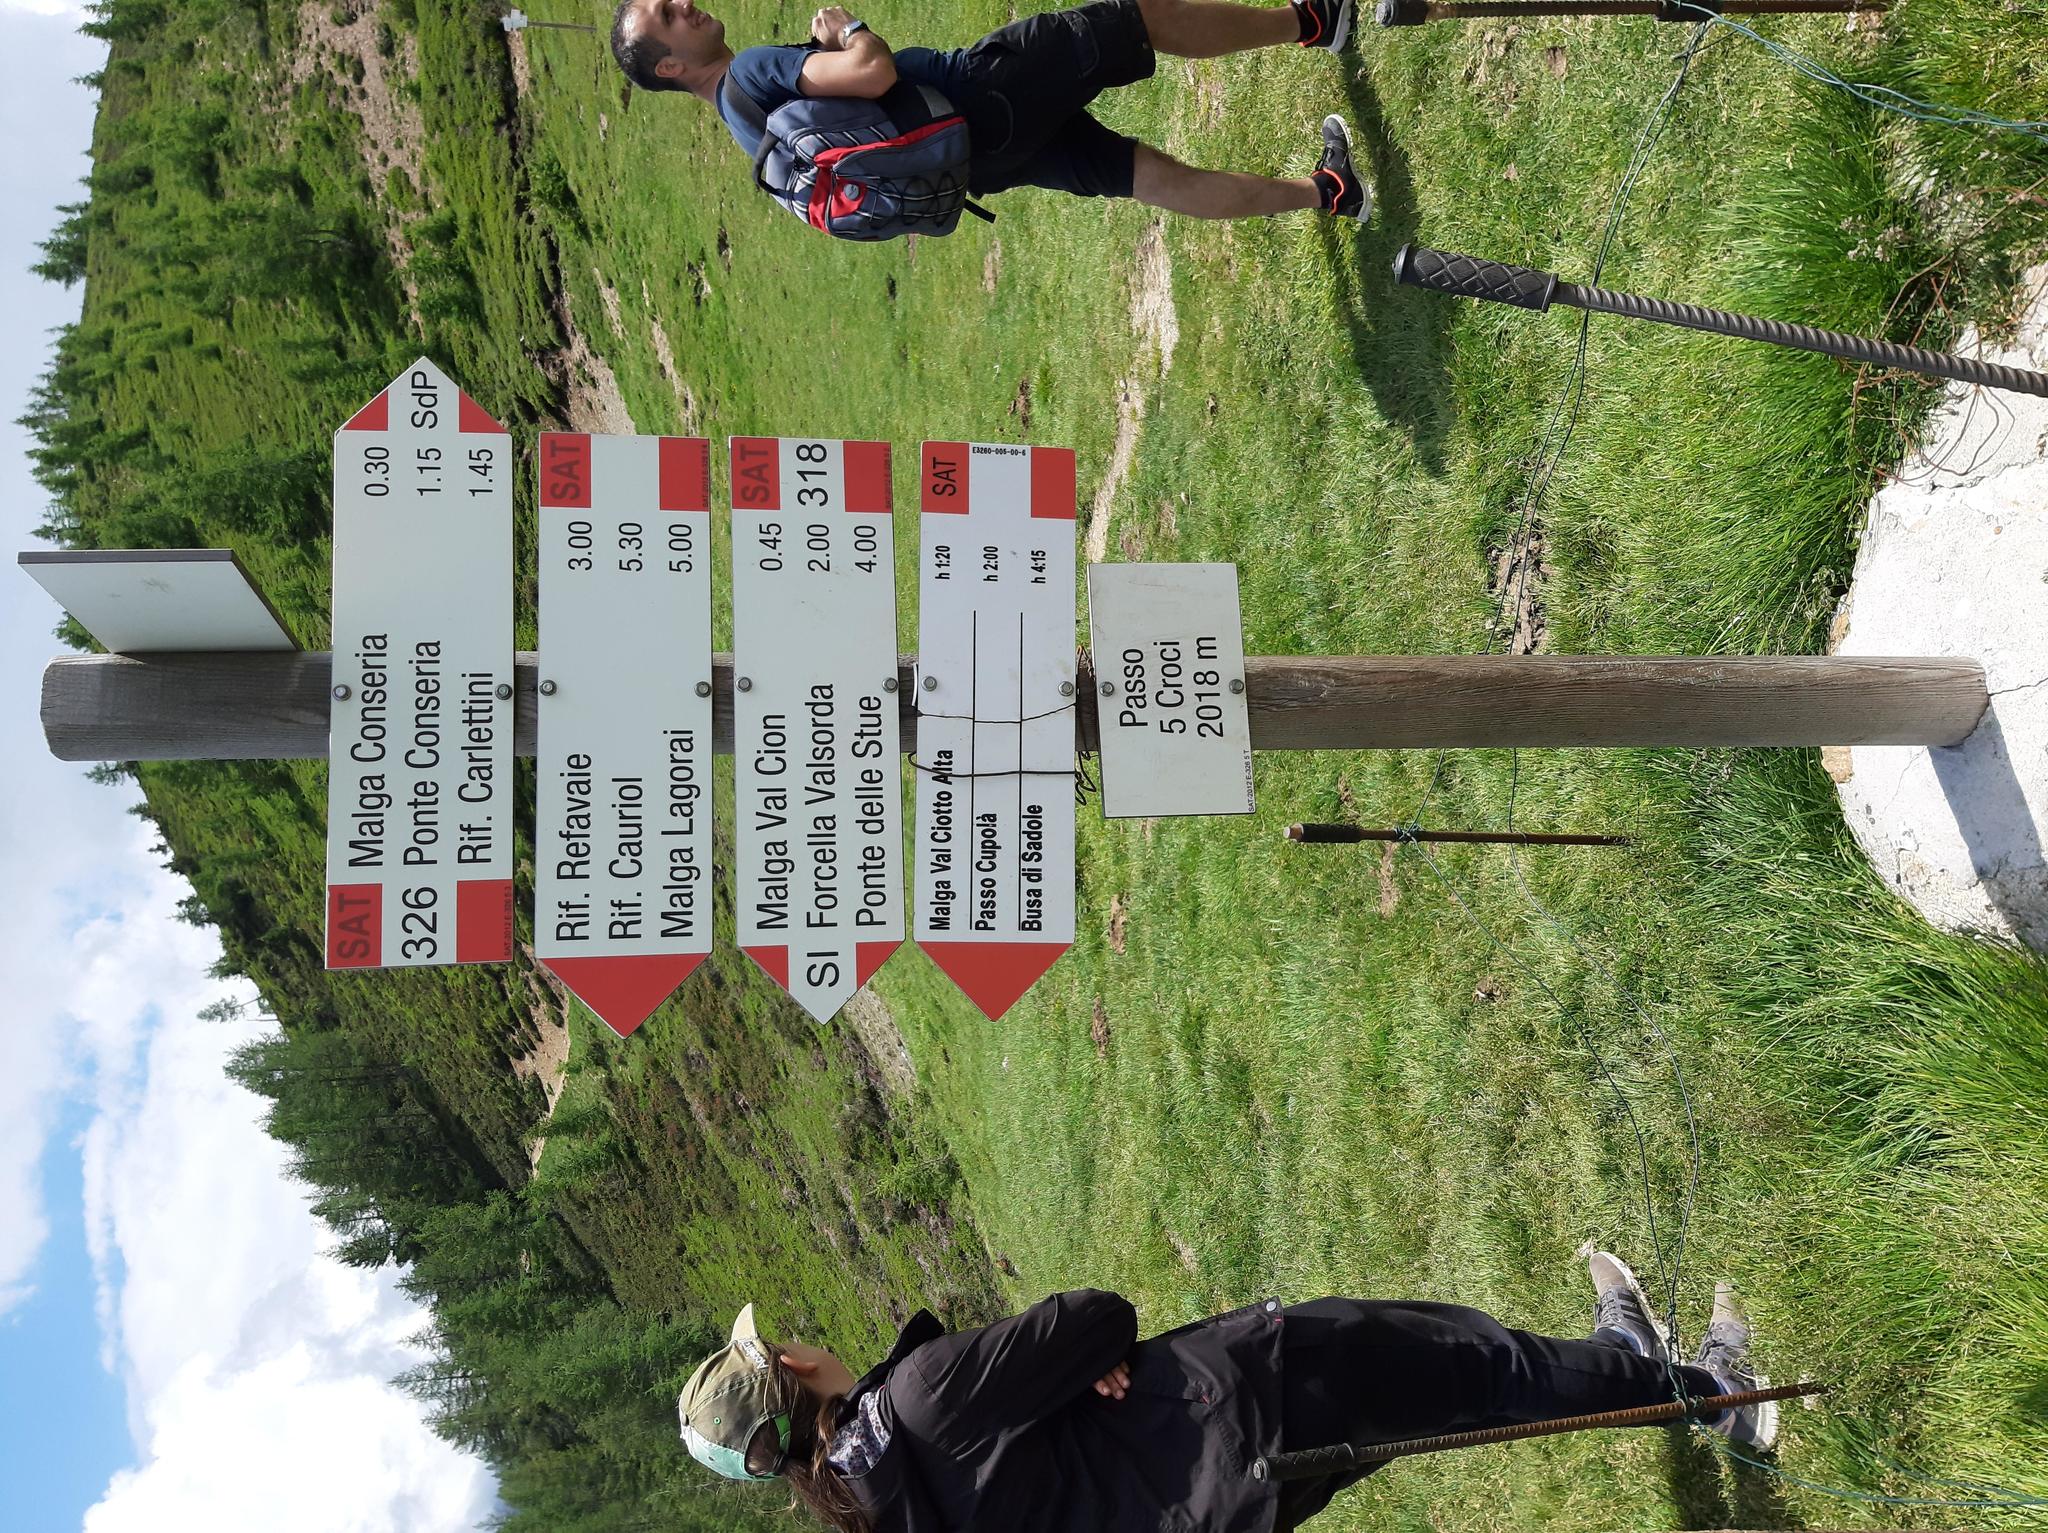 SAT
Malga Conseria 0.30
326 Ponte Conseria 1.15 SdP
Rif. Carlettini 1.45
SAT
Rif. Refavaie 3.00
Rif. Cauriol 5.30
Malga Lagorai 5.00
SAT
Malga Val Cion 0.45
SI Forcella Valsorda 2.00 318
Ponte delle Stue 4.00
SAT
E3260-005-00-6
Malga Val Ciotto Alta h 1:20
Passo Cupolà h 2:00
Busa di Sadole h 4:15
Passo
5 Croci
2018 m